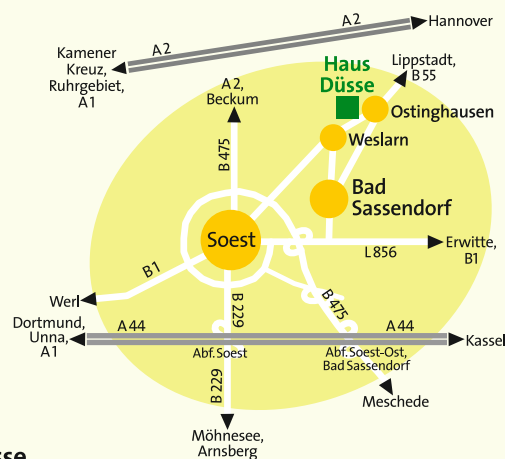 A 2
Hannover
A 2
Kamener
Kreuz,
Ruhrgebiet,
A1
Haus
Düsse
Lippstadt,
B 55
A 2,
Beckum
Ostinghausen
Weslarn
B 475
Bad
Sassendorf
Soest
L 856
Erwitte,
B1
B1
Werl
B 229
B 475
Dortmund,
Unna,
A1
A 44
A 44
Kassel
Abf. Soest
Abf. Soest-Ost,
Bad Sassendorf
B 229
Meschede
Möhnesee,
Arnsberg
sse